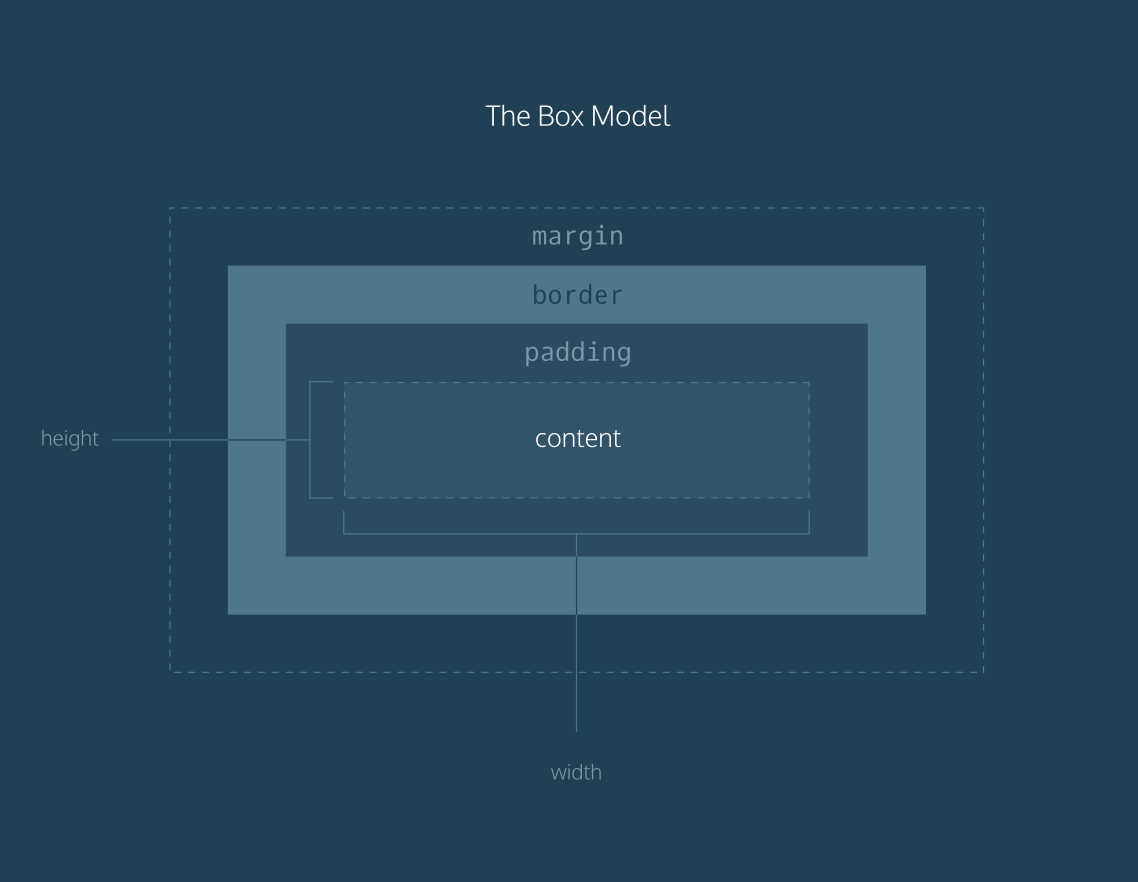 The Box Model
margin
border
padding
height
content
width